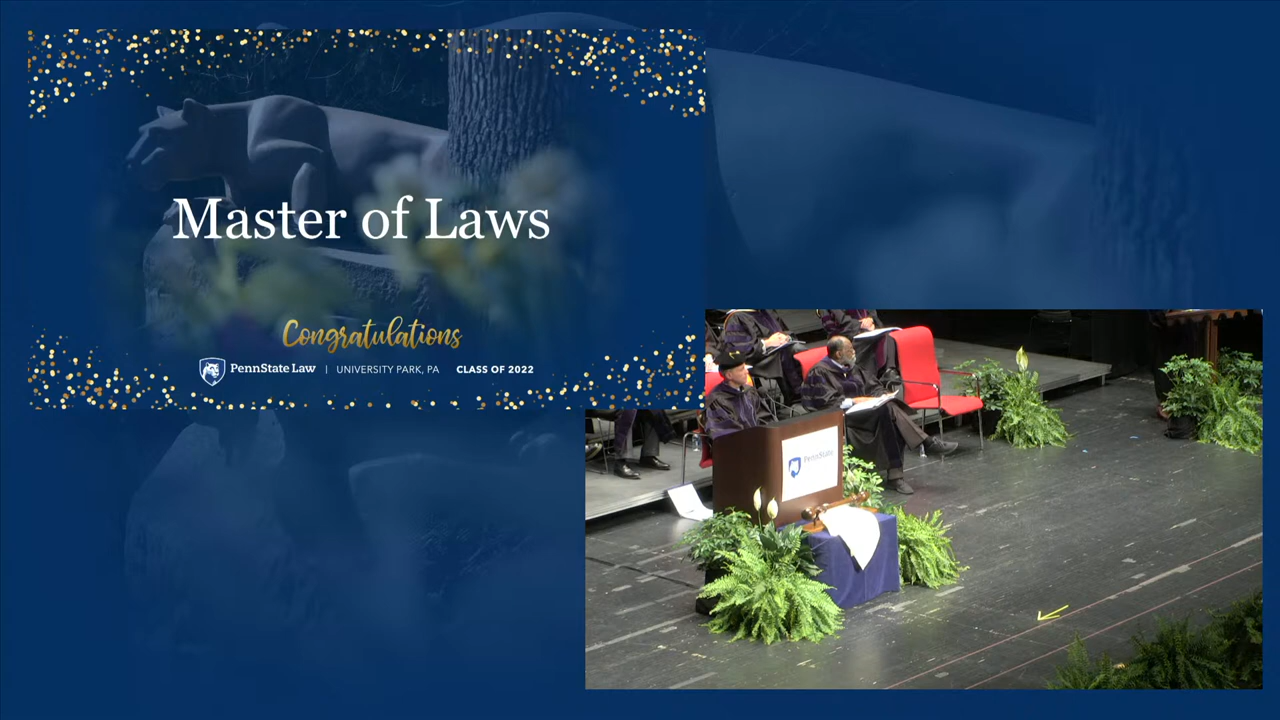 Master of Laws
Congratulations
PennState Law | UNIVERSITY PARK, PA CLASS OF 2022
PennState